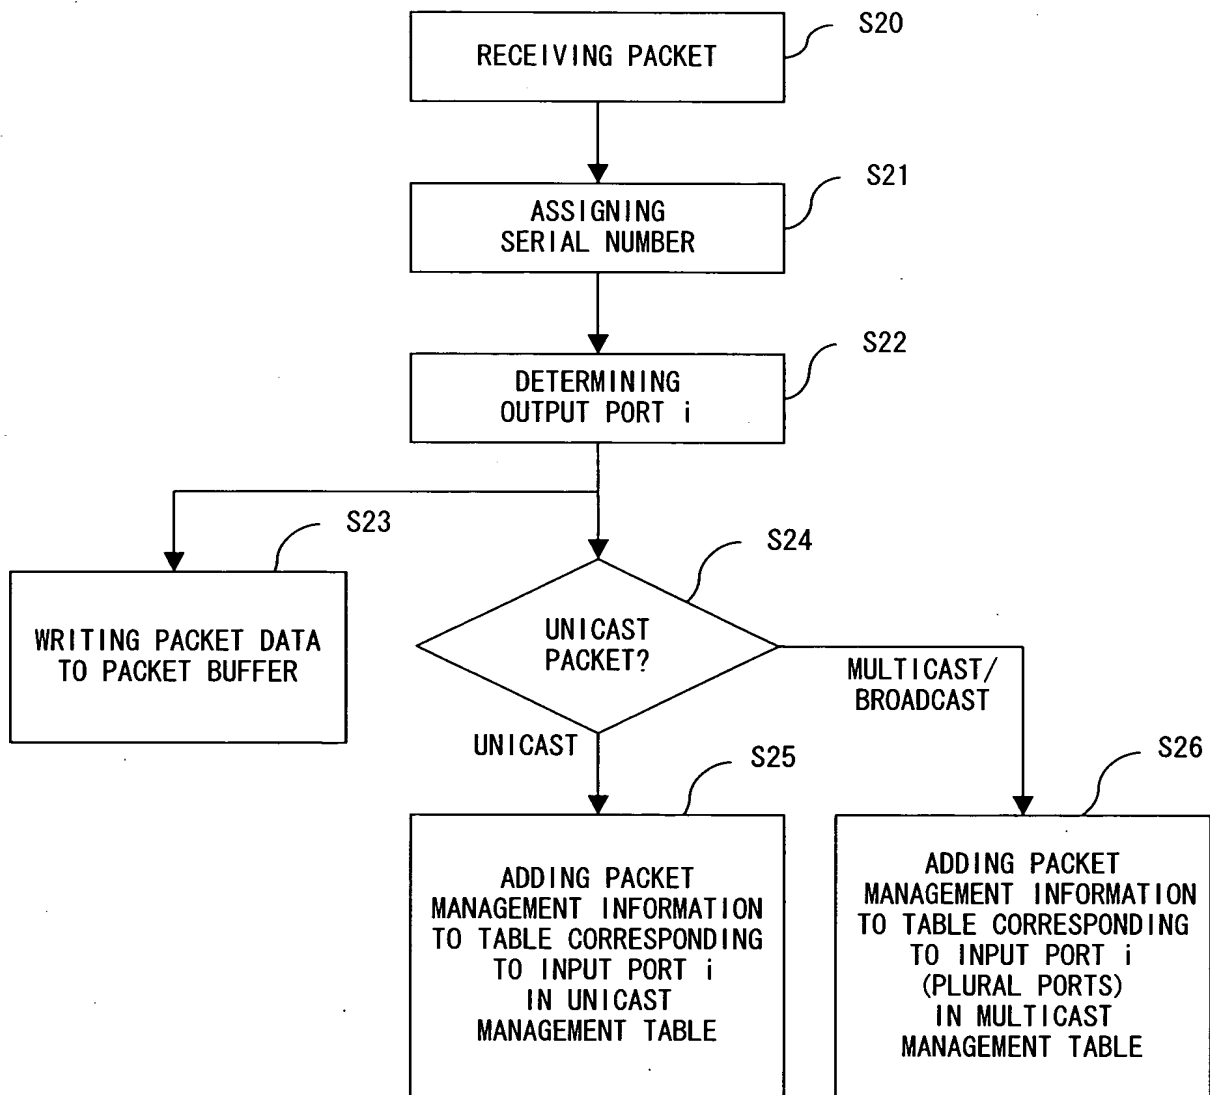 RECEIVING PACKET
S20
ASSIGNING
SERIAL NUMBER
S21
DETERMINING
OUTPUT PORT i
S22
S23
WRITING PACKET DATA
TO PACKET BUFFER
S24
UNICAST
PACKET?
MULTICAST/
BROADCAST
UNICAST
S25
ADDING PACKET
MANAGEMENT INFORMATION
TO TABLE CORRESPONDING
TO INPUT PORT i
IN UNICAST
MANAGEMENT TABLE
S26
ADDING PACKET
MANAGEMENT INFORMATION
TO TABLE CORRESPONDING
TO INPUT PORT i
(PLURAL PORTS)
IN MULTICAST
MANAGEMENT TABLE